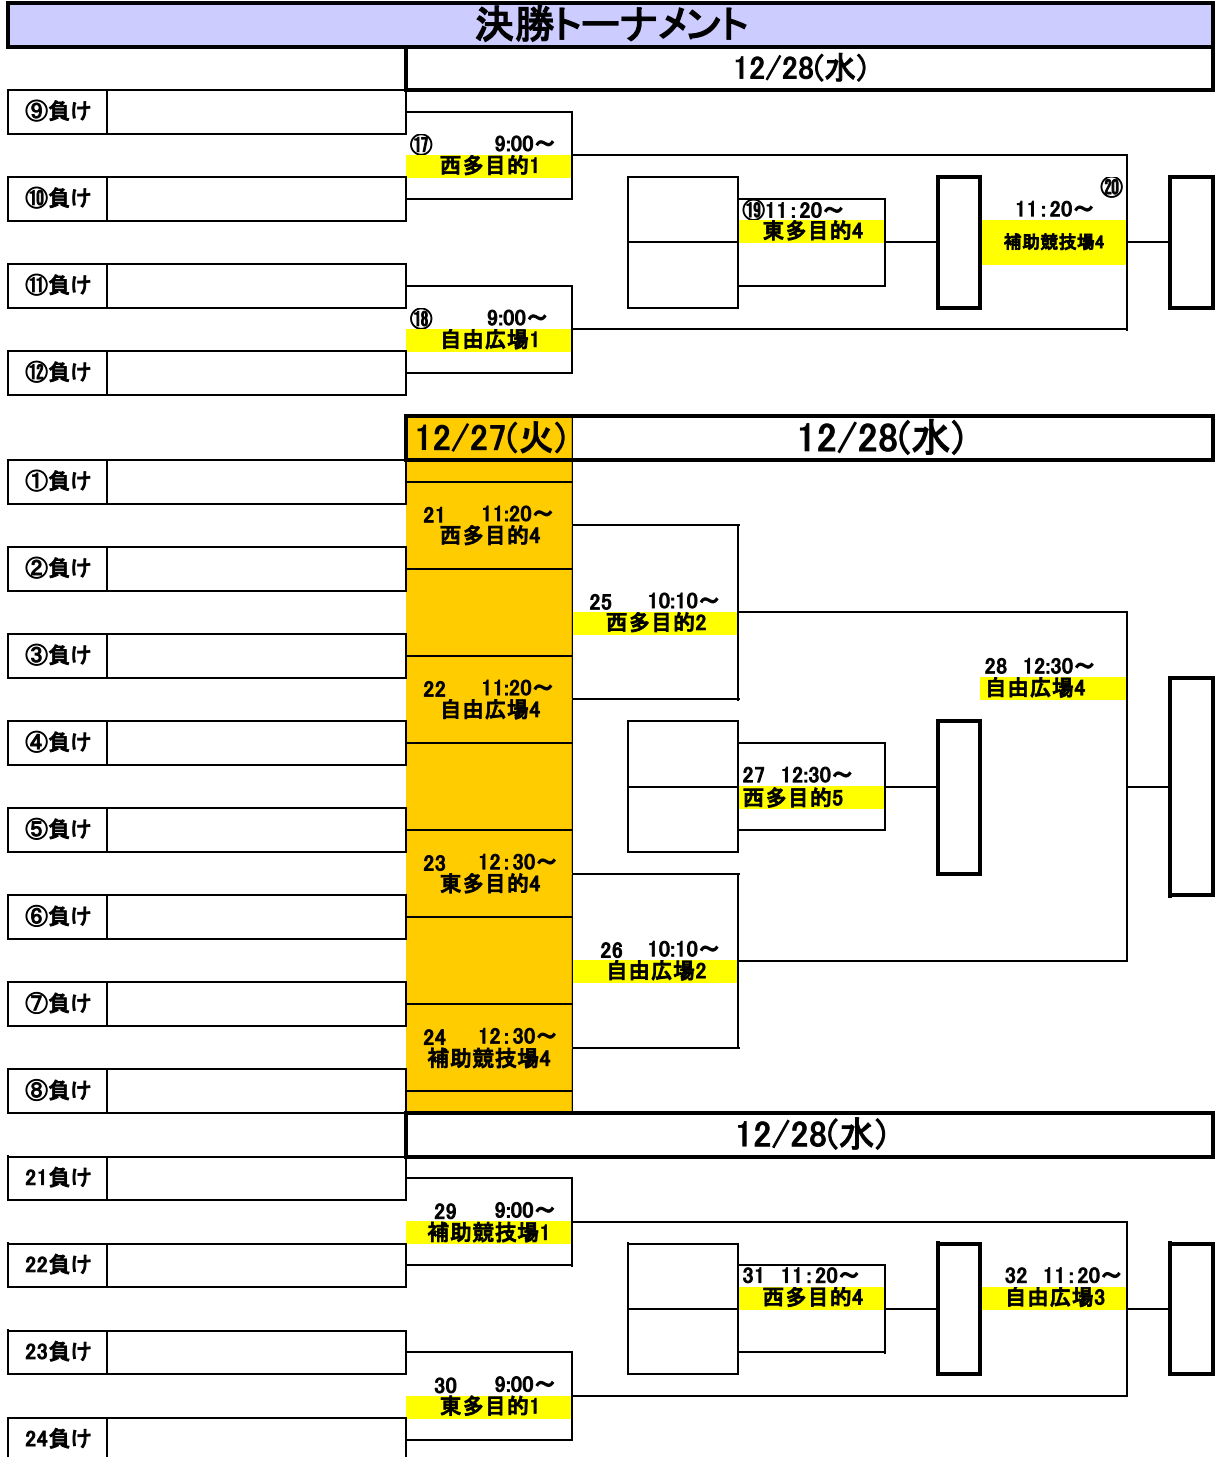 決勝トーナメント
12/28(水)
⑨負け
⑰ 9:00～
西多目的1
⑩負け
⑲11:20～
東多目的4
⑳
11:20～
補助競技場4
⑪負け
⑱ 9:00～
自由広場1
⑫負け
12/27(火) 12/28(水)
①負け
21 11:20～
西多目的4
②負け
25 10:10～
西多目的2
③負け
22 11:20～
自由広場4
28 12:30～
自由広場4
④負け
27 12:30～
西多目的5
⑤負け
23 12:30～
東多目的4
⑥負け
26 10:10～
自由広場2
⑦負け
24 12:30～
補助競技場4
⑧負け
12/28(水)
21負け
29 9:00～
補助競技場1
22負け
31 11:20～
西多目的4
32 11:20～
自由広場3
23負け
30 9:00～
東多目的1
24負け